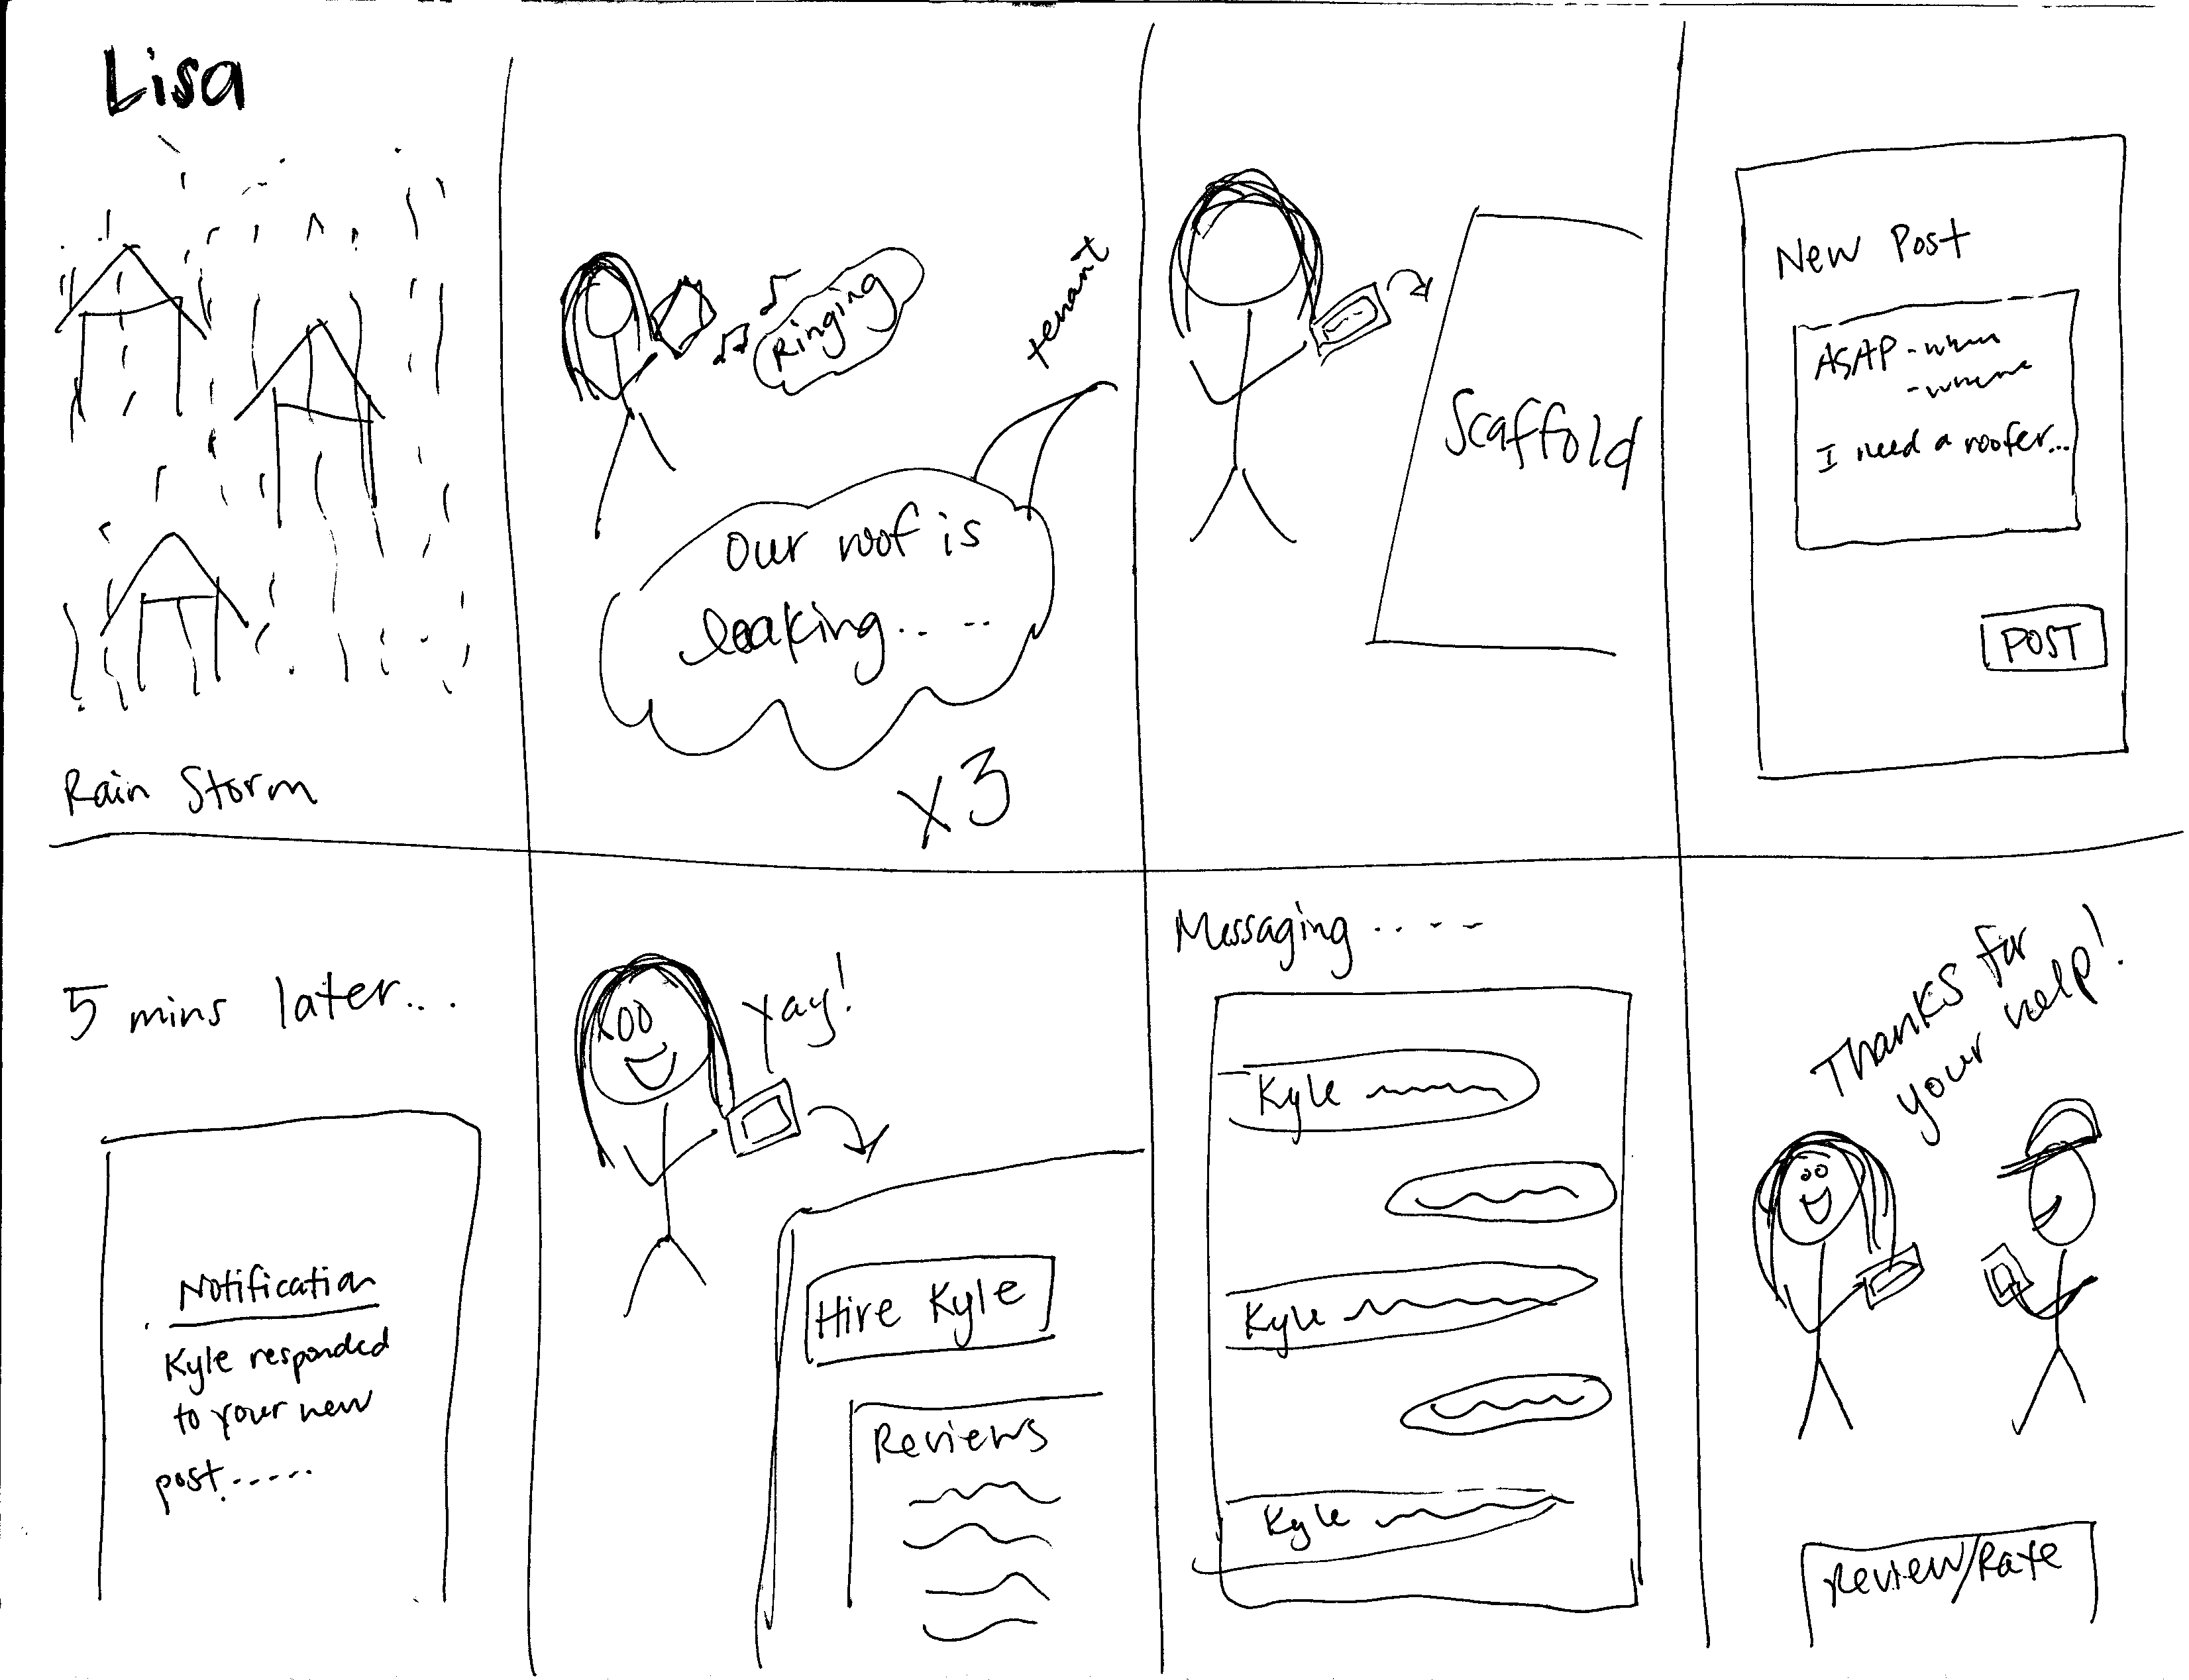 Lisa
Rain Storm
Ringing
tenant
Our roof is
leaking.. - --
x3
Scaffold
New Post
ASAP - when
- where
I need a roofer...
POST
5 mins later...
Notification
Kyle responded
to your new
post.-----
Yay!
Hire Kyle
Reviews
Messaging ..---
Kyle
Kyle
Kyle
Thanks for
your help!
Review/Rate